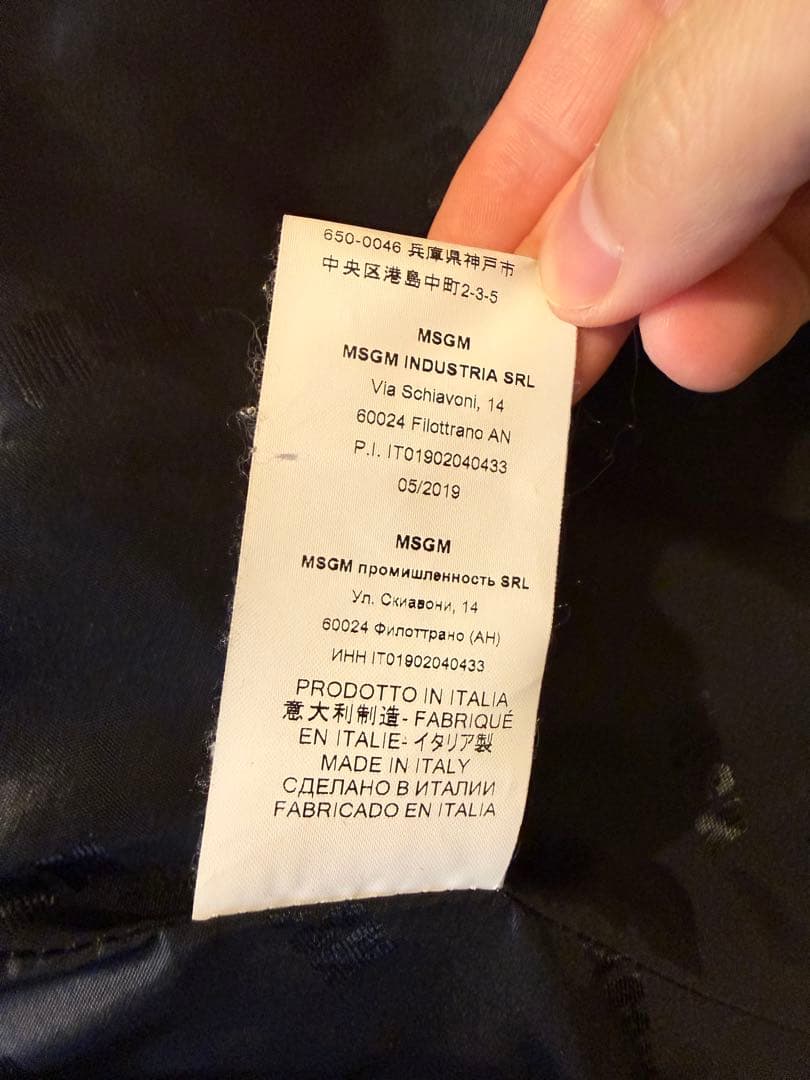 650-0046 兵庫県神戸市
中央区港島中町2-3-5
MSGM
MSGM INDUSTRIA SRL
Via Schiavoni, 14
60024 Filottrano AN
P.I. IT01902040433
05/2019
MSGM
MSGM промишленность SRL
Ул. Скиавони, 14
60024 Филоттрано (АН)
ИНН IT01902040433
PRODOTTO IN ITALIA
意大利制造- FABRIQUÉ
EN ITALIE- イタリア製
MADE IN ITALY
СДЕЛАНО В ИТАЛИИ
FABRICADO EN ITALIA